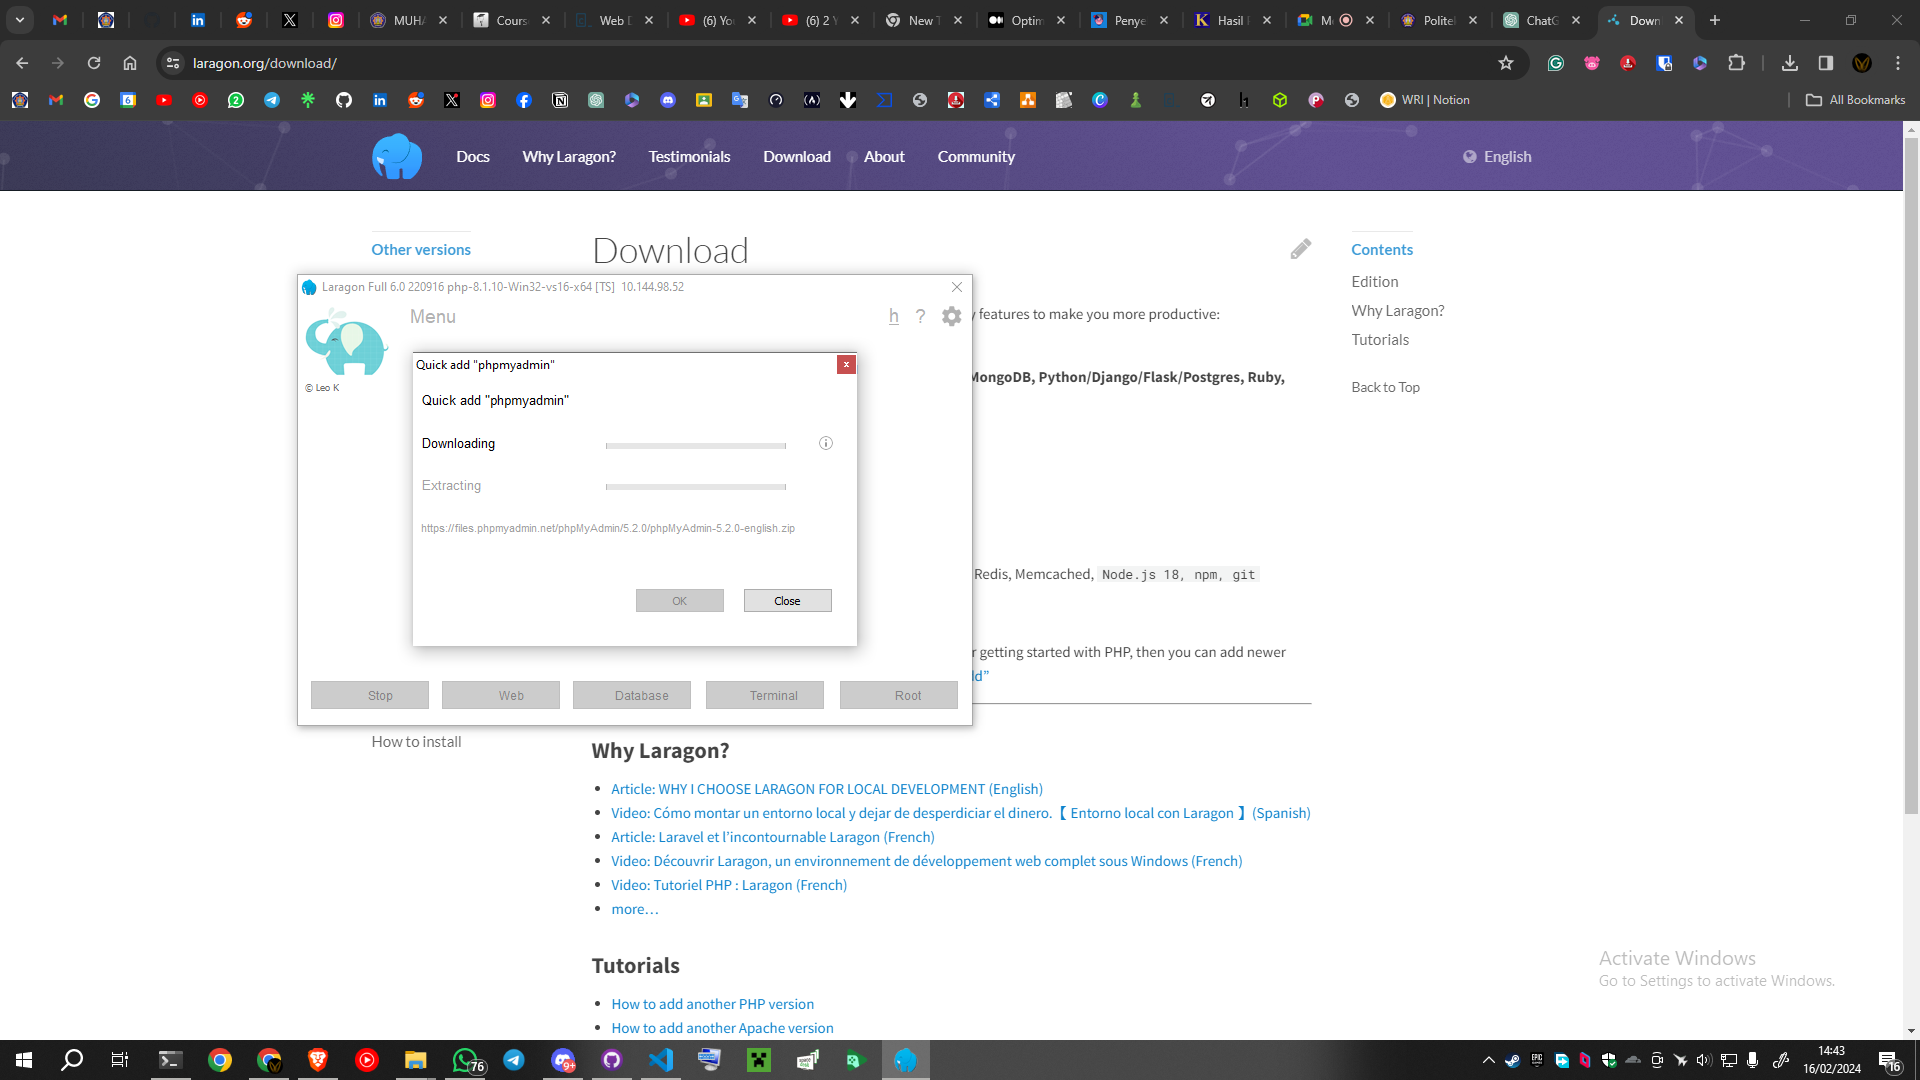 MUHA
Cours
Web D
(6) You
(6) 2 Y
New T
Optim
Penye
Hasil
Me
Polite
ChatG
Down
laragon.org/download/
WRI | Notion
All Bookmarks
Docs
Why Laragon?
Testimonials
Download
About
Community
English
Other versions
Download
Contents
Edition
Why Laragon?
Tutorials
Back to Top
Laragon Full 6.0 220916 php-8.1.10-Win32-vs16-x64 [TS] 10.144.98.52
Menu
h
?
y features to make you more productive:
© Leo K
Quick add "phpmyadmin"
MongoDB, Python/Django/Flask/Postgres, Ruby,
Quick add "phpmyadmin"
Downloading
Extracting
https://files.phpmyadmin.net/phpMyAdmin/5.2.0/phpMyAdmin-5.2.0-english.zip
Redis, Memcached, Node.js 18, npm, git
OK
Close
r getting started with PHP, then you can add newer
dd”
Stop
Web
Database
Terminal
Root
How to install
Why Laragon?
Article: WHY I CHOOSE LARAGON FOR LOCAL DEVELOPMENT (English)
Video: Cómo montar un entorno local y dejar de desperdiciar el dinero.【 Entorno local con Laragon 】(Spanish)
Article: Laravel et l’incontournable Laragon (French)
Video: Découvrir Laragon, un environnement de développement web complet sous Windows (French)
Video: Tutoriel PHP : Laragon (French)
more…
Tutorials
How to add another PHP version
How to add another Apache version
Activate Windows
Go to Settings to activate Windows.
76
9+
14:43
16/02/2024
16